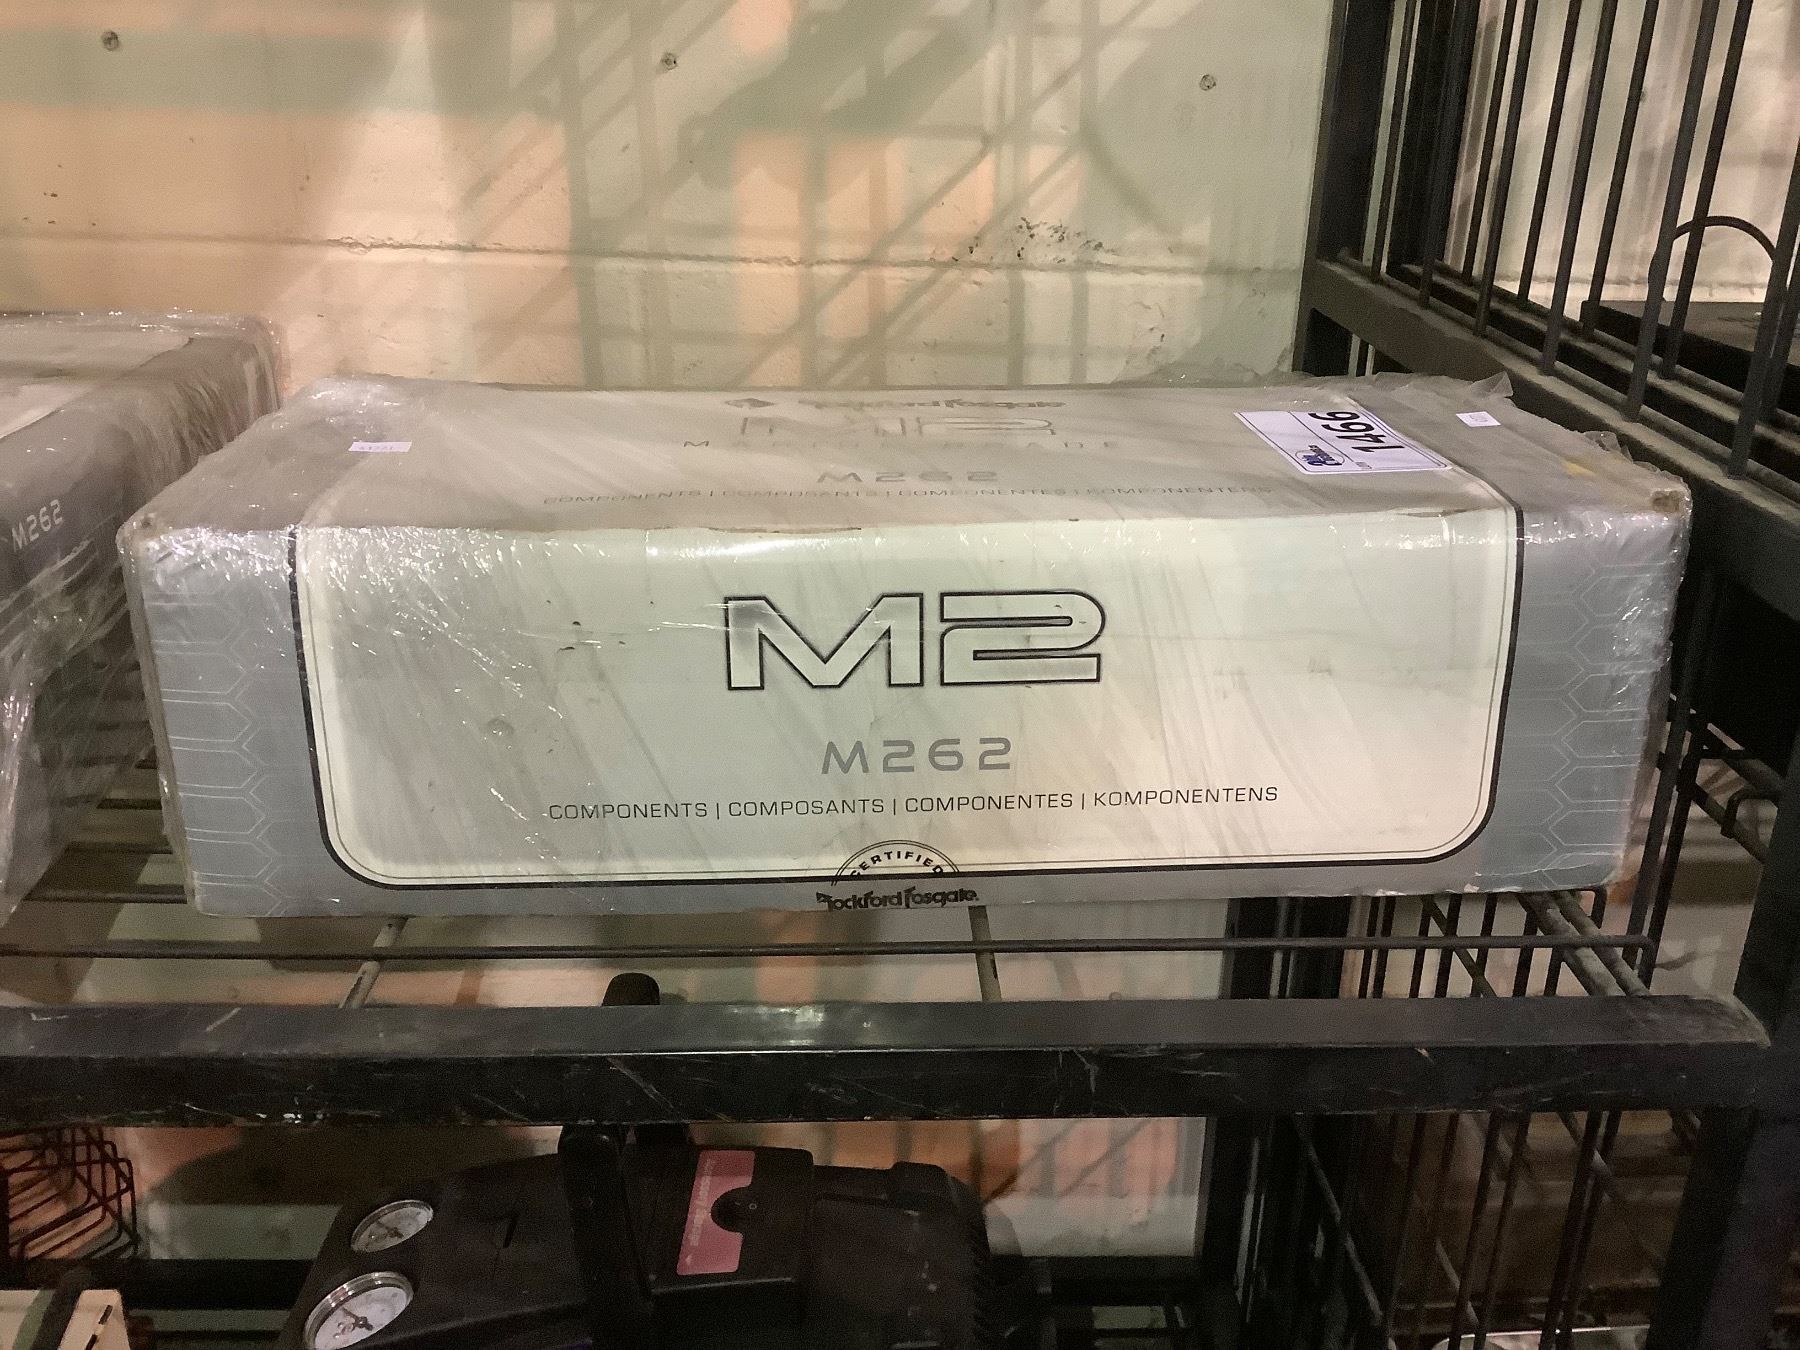 M262
Rockford Fosgate
M2
M262
COMPONENTS | COMPOSANTS | COMPONENTES | KOMPONENTENS
1466
M2
M262
COMPONENTS | COMPOSANTS | COMPONENTES | KOMPONENTENS
CERTIFIED
Rockford Fosgate